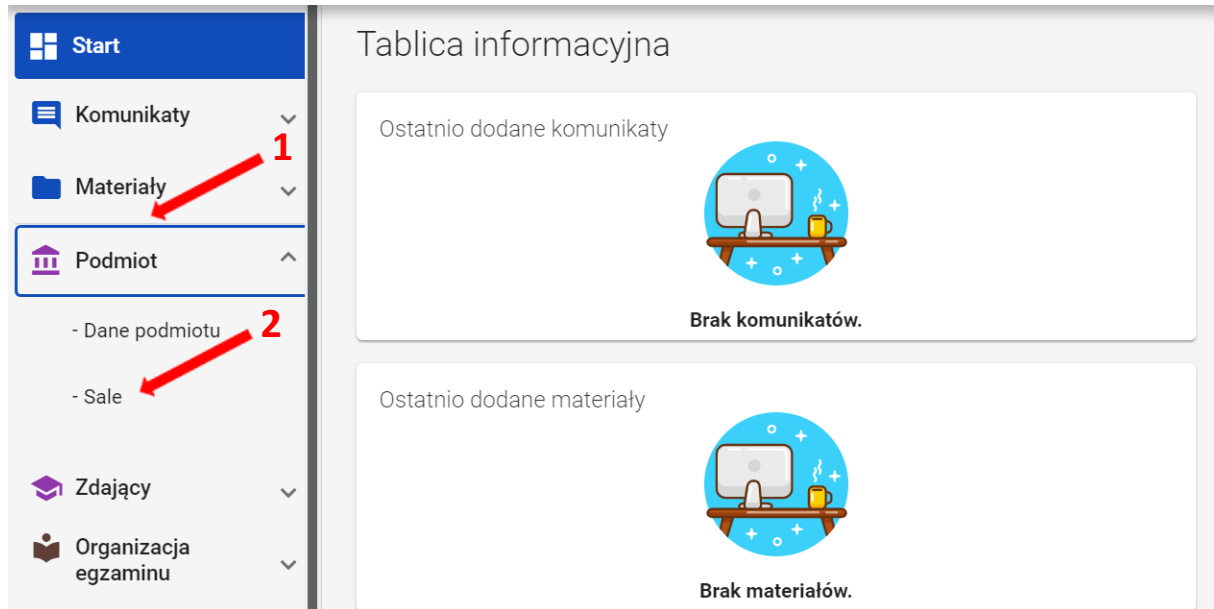 Start
Komunikaty
1
Materiały
Podmiot
- Dane podmiotu
2
- Sale
Zdający
Organizacja
egzaminu
Tablica informacyjna
Ostatnio dodane komunikaty
Brak komunikatów.
Ostatnio dodane materiały
Brak materiałów.